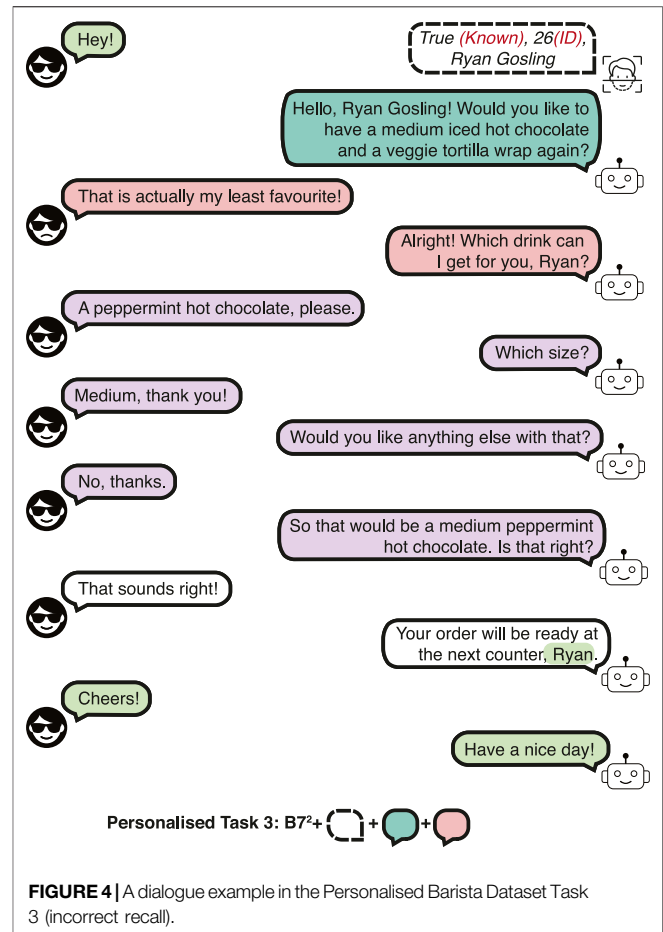 Hey!
True (Known), 26(ID),
Ryan Gosling
Hello, Ryan Gosling! Would you like to
have a medium iced hot chocolate
and a veggie tortilla wrap again?
That is actually my least favourite!
Alright! Which drink can
I get for you, Ryan?
A peppermint hot chocolate, please.
Which size?
Medium, thank you!
Would you like anything else with that?
No, thanks.
So that would be a medium peppermint
hot chocolate. Is that right?
That sounds right!
Your order will be ready at
the next counter, Ryan.
Cheers!
Have a nice day!
Personalised Task 3: B7²+ + +
FIGURE 4 | A dialogue example in the Personalised Barista Dataset Task
3 (incorrect recall).